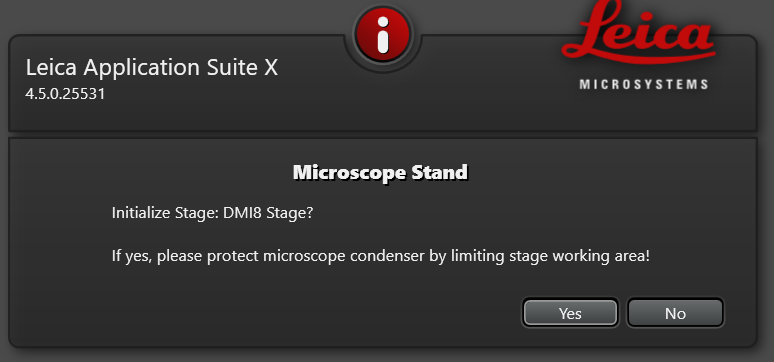 Leica Application Suite X
4.5.0.25531
Leica
MICROSYSTEMS
Microscope Stand
Initialize Stage: DMI8 Stage?
If yes, please protect microscope condenser by limiting stage working area!
Yes
No